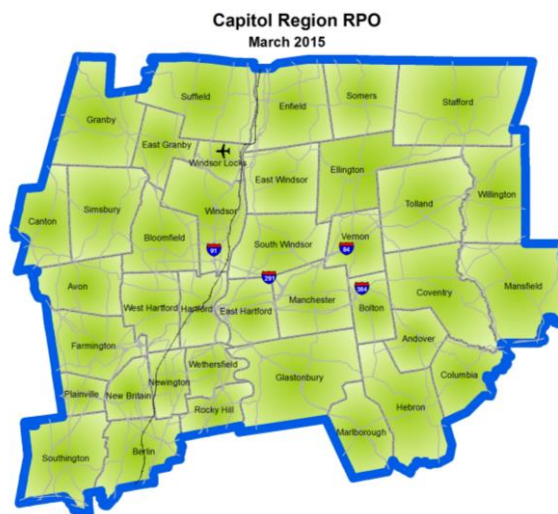 Capitol Region RPO
March 2015
Suffield
Enfield
Somers
Stafford
Granby
East Granby
Windsor Locks
East Windsor
Ellington
Willington
Tolland
Canton
Simsbury
Windsor
Bloomfield
South Windsor
Vernon
91
84
291
384
Avon
West Hartford
Hartford
East Hartford
Manchester
Bolton
Coventry
Mansfield
Andover
Farmington
Wethersfield
Glastonbury
Columbia
Plainville
New Britain
Newington
Rocky Hill
Hebron
Marlborough
Southington
Berlin